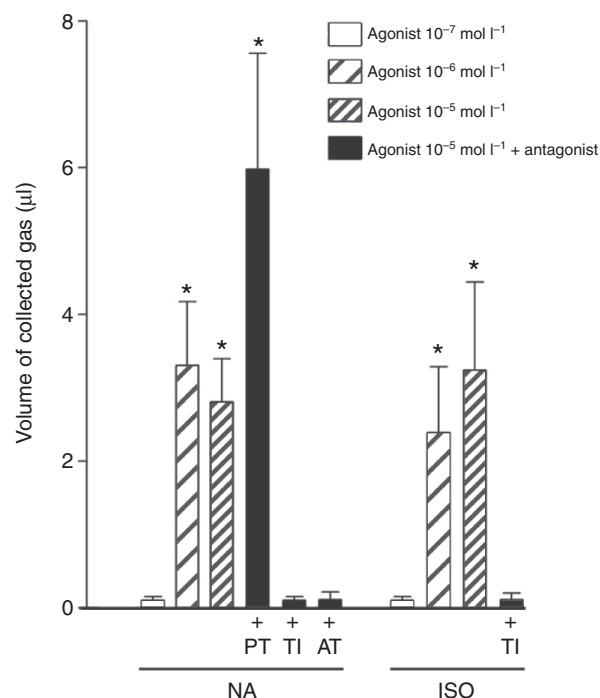 8
6
4
2
0
Volume of collected gas (μl)
Agonist 10⁻⁷ mol l⁻¹
Agonist 10⁻⁶ mol l⁻¹
Agonist 10⁻⁵ mol l⁻¹
Agonist 10⁻⁵ mol l⁻¹ + antagonist
*
*
*
*
*
+ + + +
PT TI AT TI
NA ISO